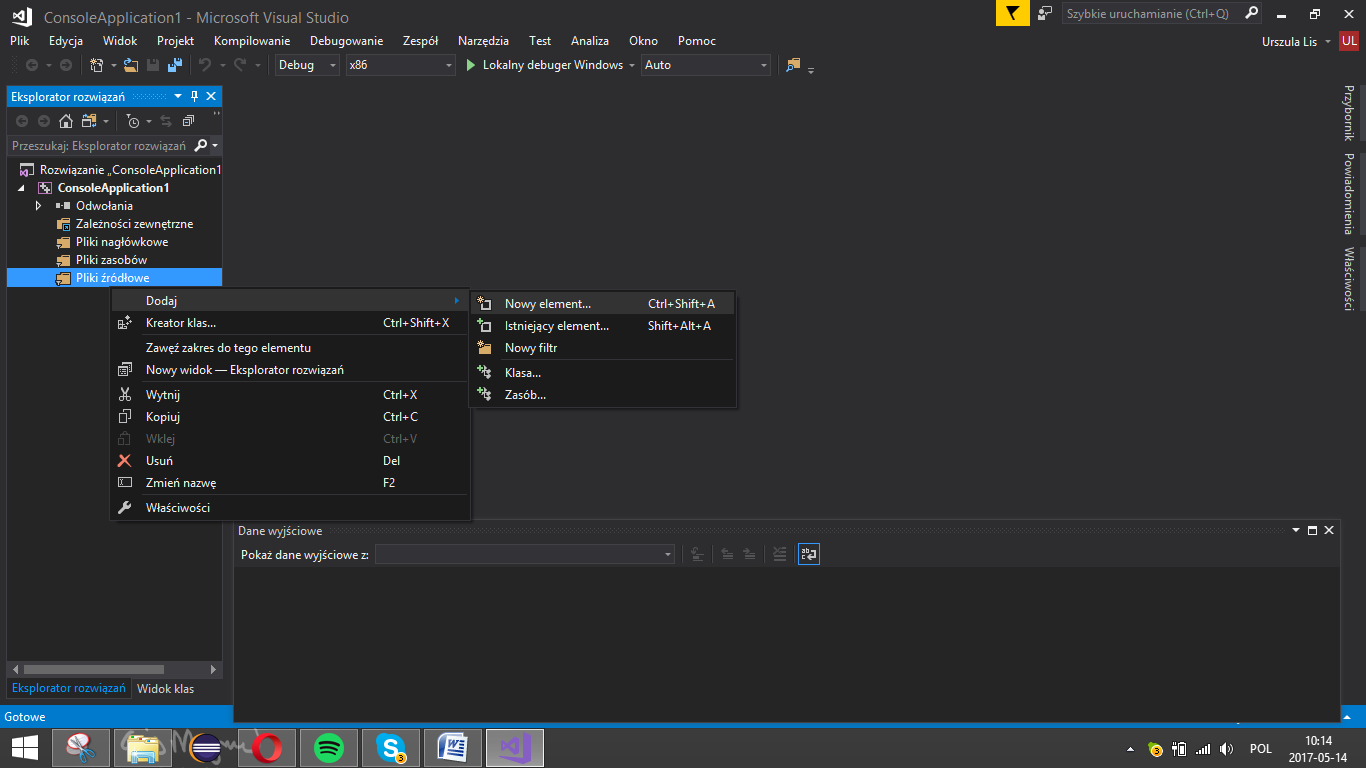 ConsoleApplication1 - Microsoft Visual Studio
Szybkie uruchamianie (Ctrl+Q)
Plik Edycja Widok Projekt Kompilowanie Debugowanie Zespół Narzędzia Test Analiza Okno Pomoc
Urszula Lis UL
Debug x86 Lokalny debuger Windows Auto
Eksplorator rozwiązań
Przeszukaj: Eksplorator rozwiązań
Rozwiązanie „ConsoleApplication1
ConsoleApplication1
Odwołania
Zależności zewnętrzne
Pliki nagłówkowe
Pliki zasobów
Pliki źródłowe
Dodaj
Kreator klas... Ctrl+Shift+X
Zawęź zakres do tego elementu
Nowy widok — Eksplorator rozwiązań
Wytnij Ctrl+X
Kopiuj Ctrl+C
Wklej Ctrl+V
Usuń Del
Zmień nazwę F2
Właściwości
Nowy element... Ctrl+Shift+A
Istniejący element... Shift+Alt+A
Nowy filtr
Klasa...
Zasób...
Przybornik
Powiadomienia
Właściwości
Dane wyjściowe
Pokaż dane wyjściowe z:
Eksplorator rozwiązań Widok klas
Gotowe
3
3
POL
10:14
2017-05-14